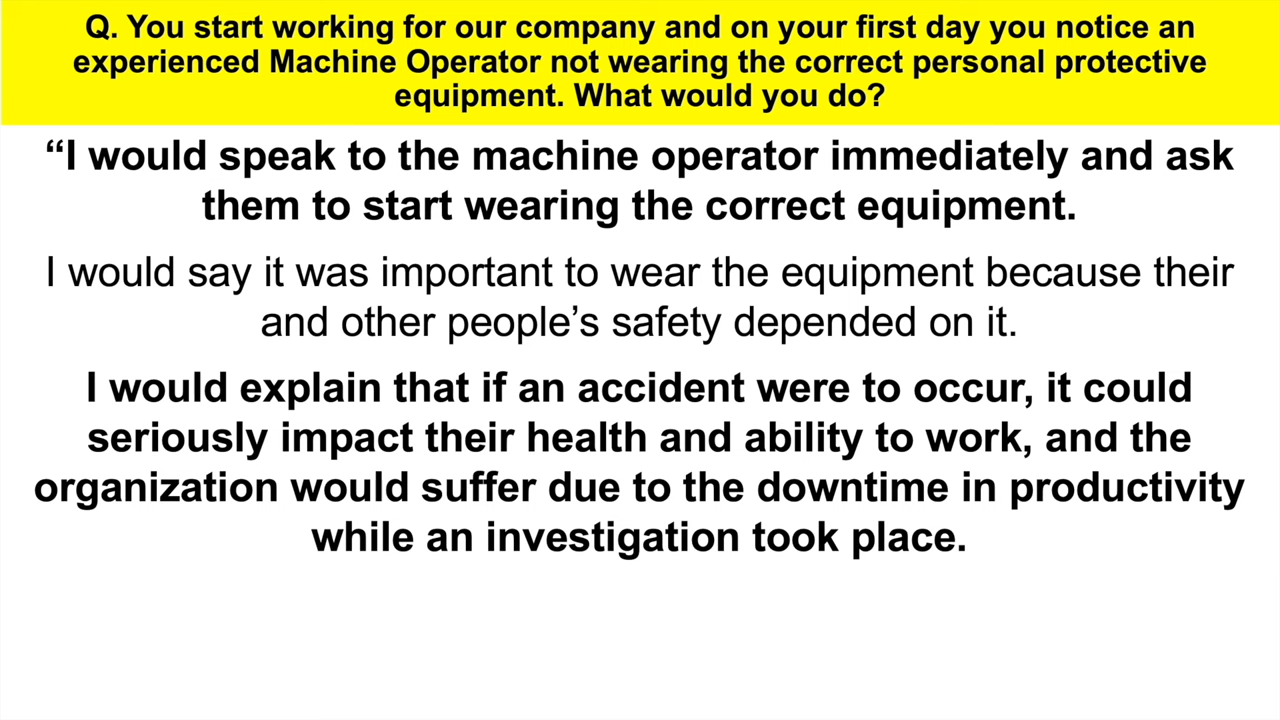 Q. You start working for our company and on your first day you notice an
experienced Machine Operator not wearing the correct personal protective
equipment. What would you do?
“I would speak to the machine operator immediately and ask
them to start wearing the correct equipment.
I would say it was important to wear the equipment because their
and other people’s safety depended on it.
I would explain that if an accident were to occur, it could
seriously impact their health and ability to work, and the
organization would suffer due to the downtime in productivity
while an investigation took place.